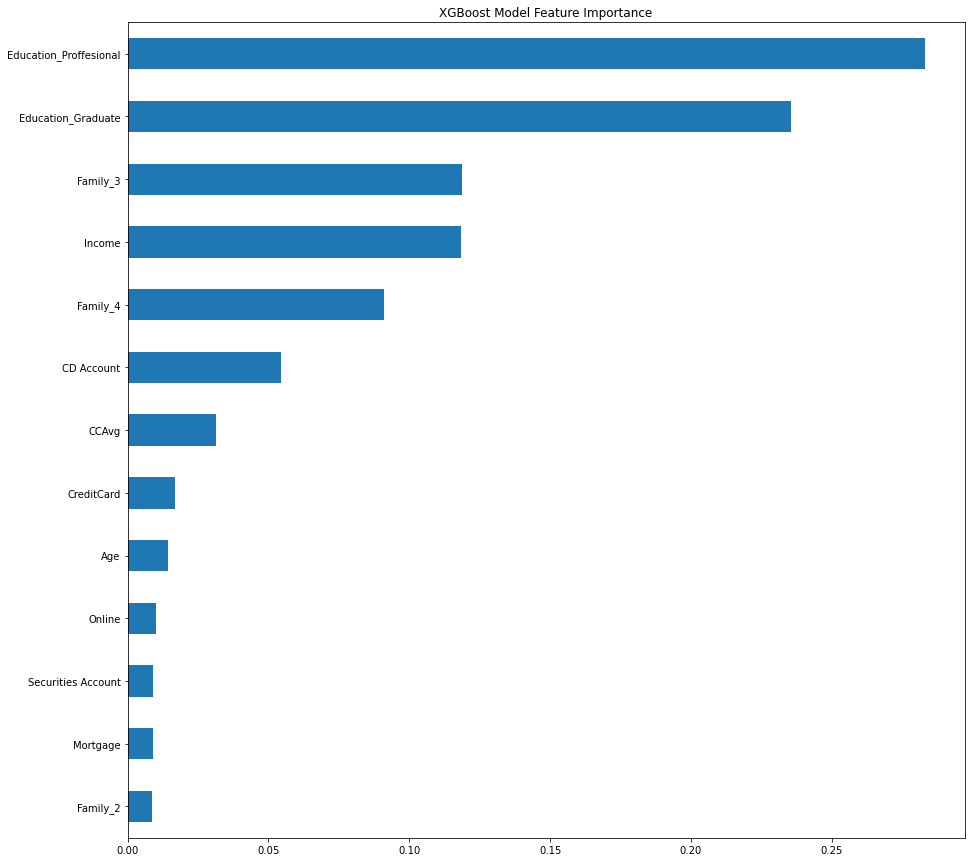 XGBoost Model Feature Importance
Education_Proffesional
Education_Graduate
Family_3
Income
Family_4
CD Account
CCAvg
CreditCard
Age
Online
Securities Account
Mortgage
Family_2
0.00 0.05 0.10 0.15 0.20 0.25